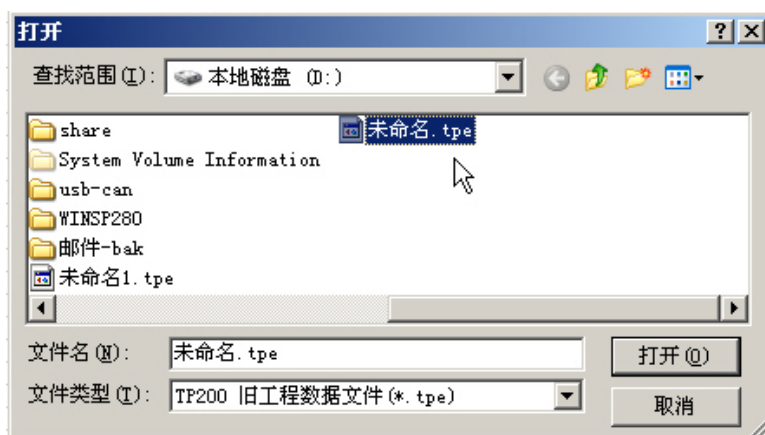 打开
查找范围(I): 本地磁盘 (D:)
share
System Volume Information
usb-can
WINSP280
邮件-bak
未命名1.tpe
未命名.tpe
文件名(N): 未命名.tpe 打开(O)
文件类型(T): TP200 旧工程数据文件(*.tpe) 取消